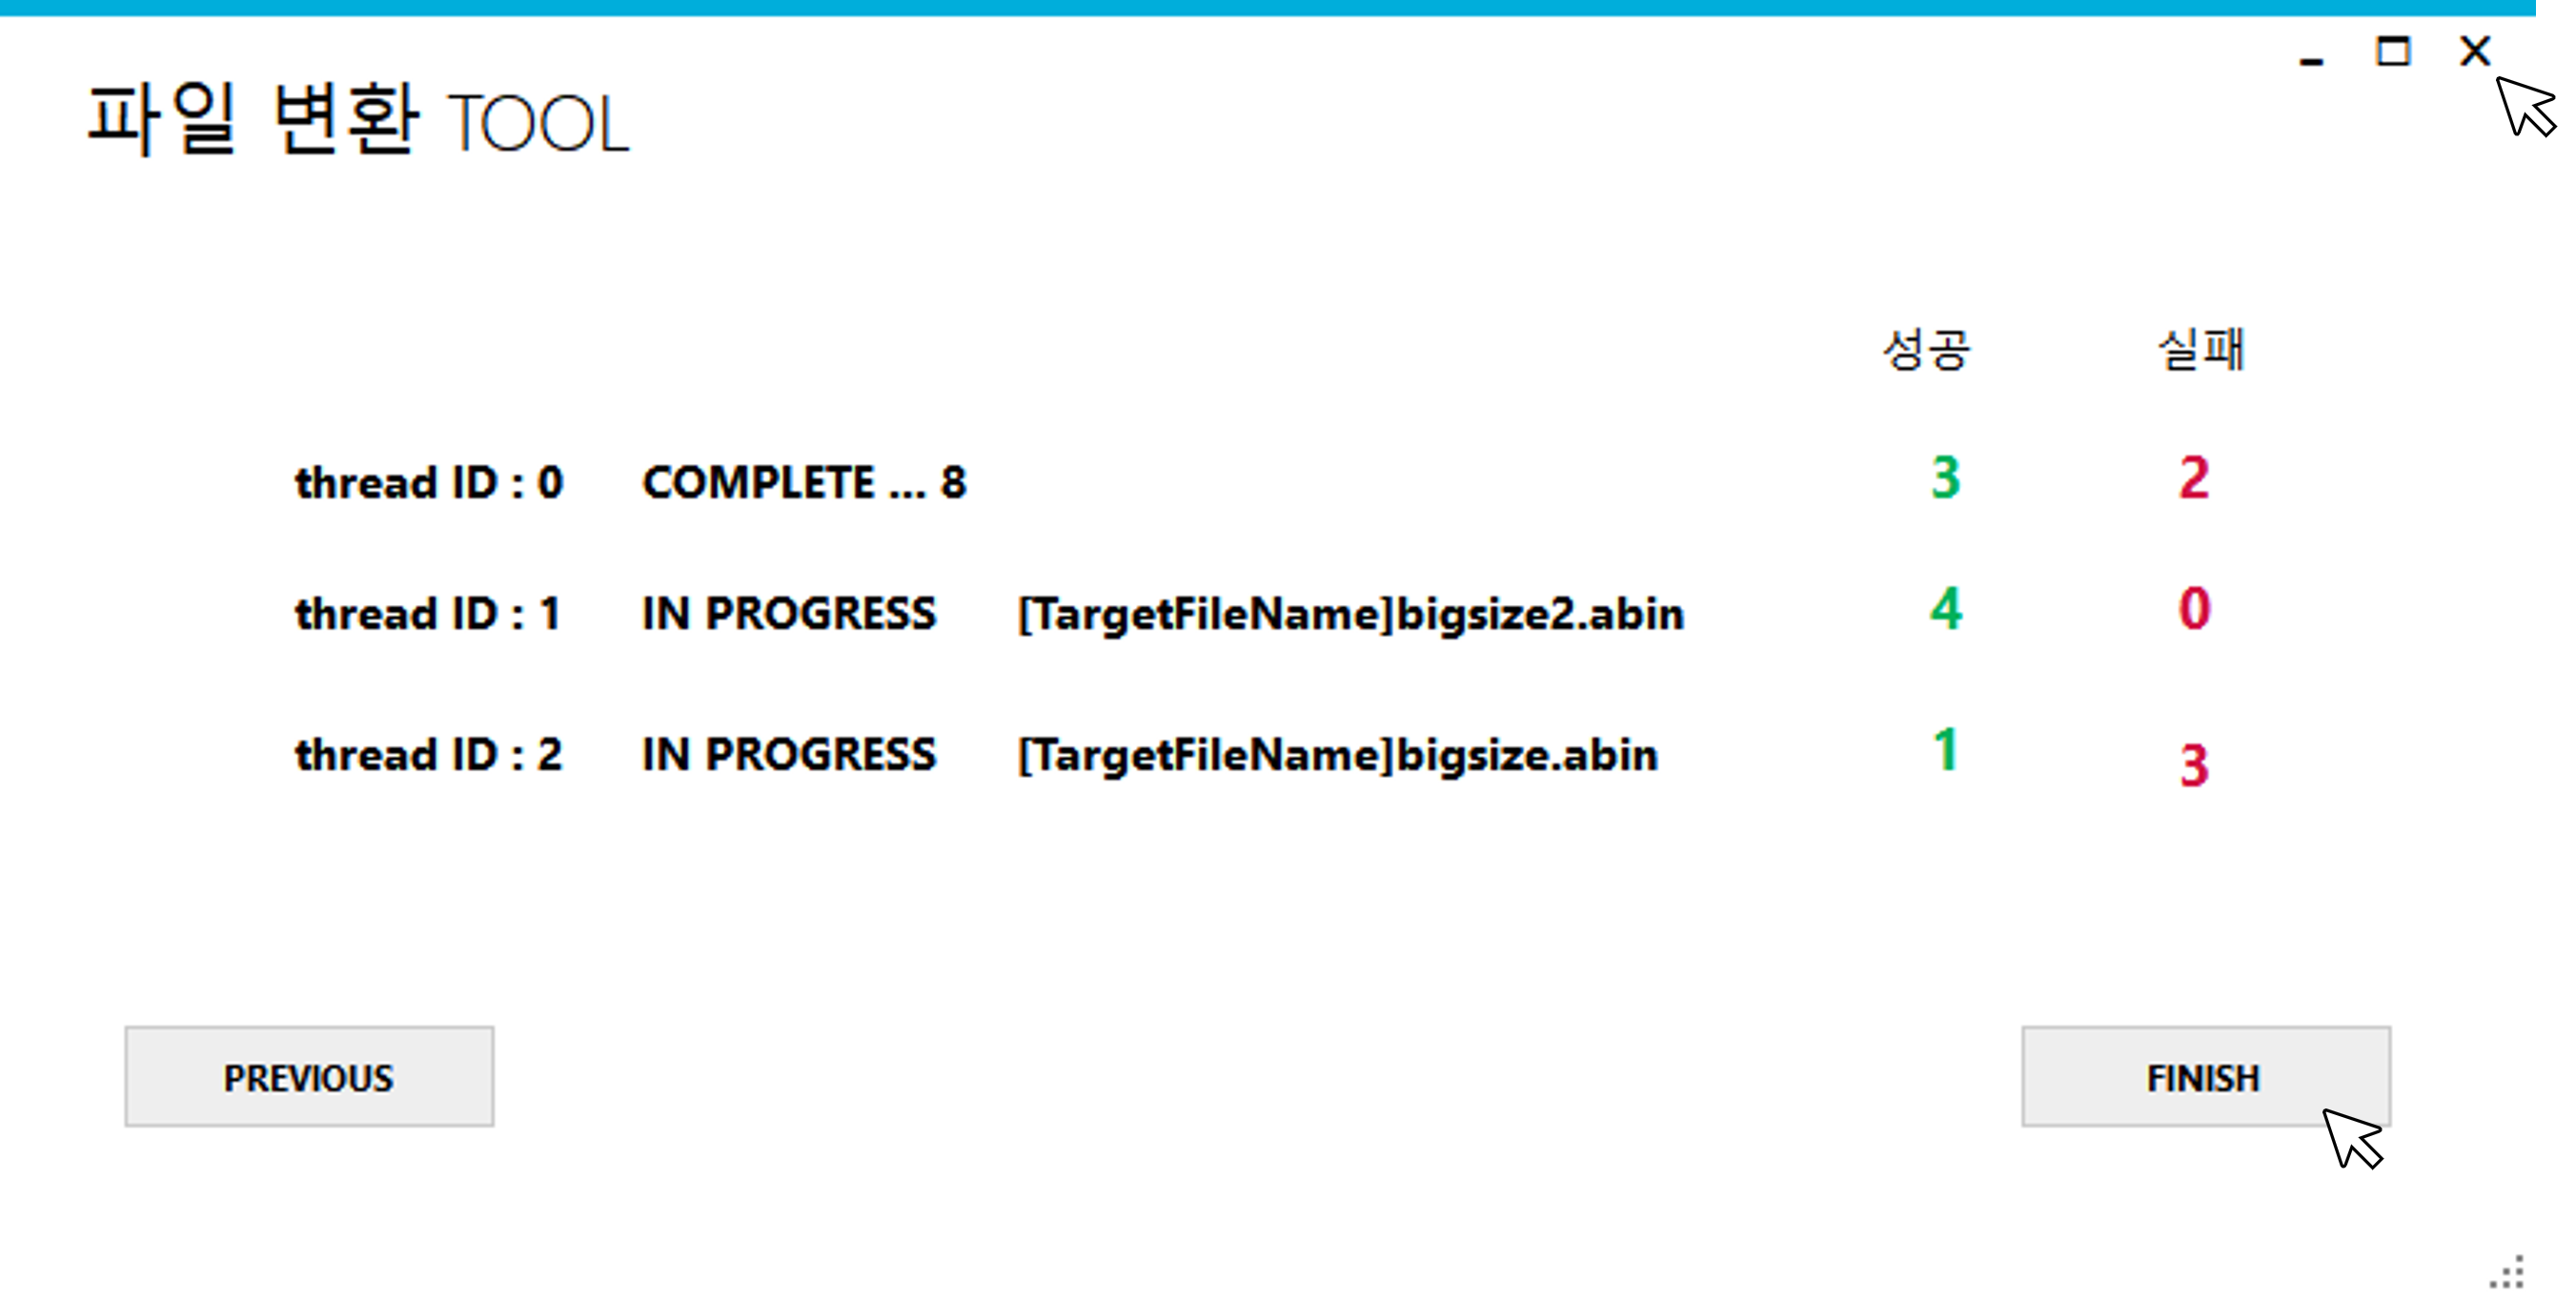 파일 변환 TOOL
성공 실패
thread ID : 0 COMPLETE ... 8 3 2
thread ID : 1 IN PROGRESS [TargetFileName]bigsize2.abin 4 0
thread ID : 2 IN PROGRESS [TargetFileName]bigsize.abin 1 3
PREVIOUS FINISH